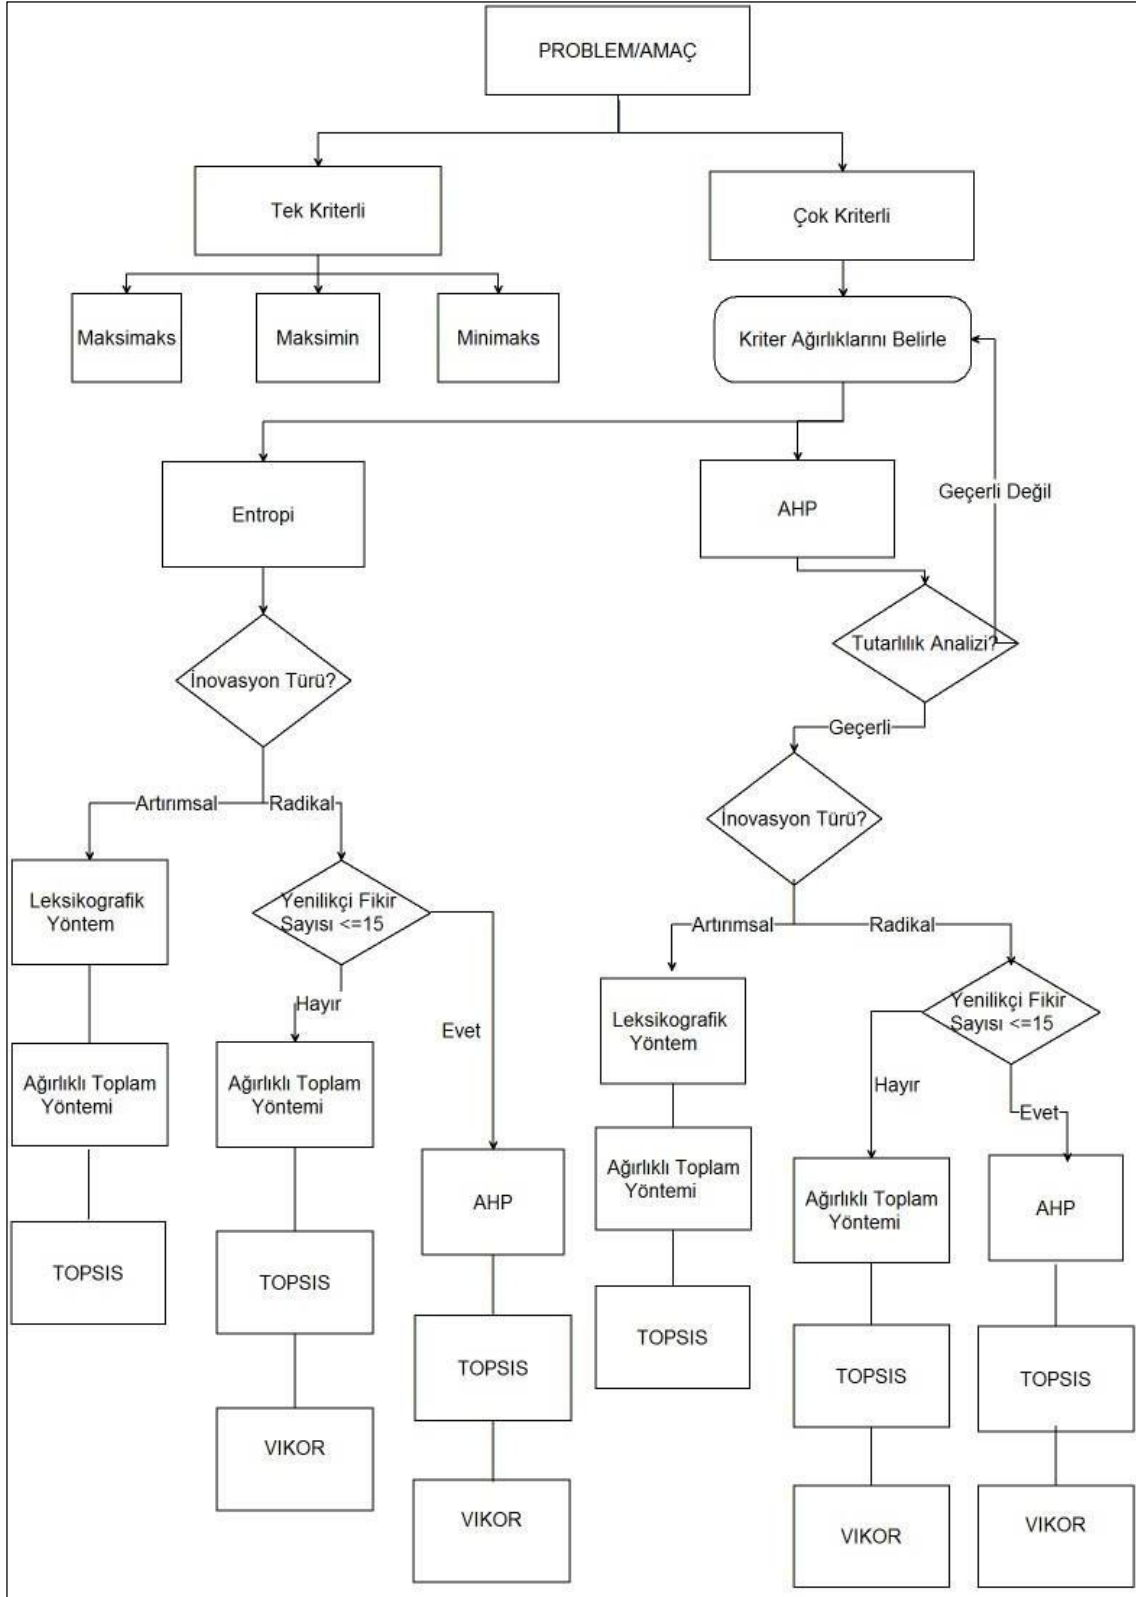 PROBLEM/AMAÇ
Tek Kriterli
Çok Kriterli
Maksimaks
Maksimin
Minimaks
Kriter Ağırlıklarını Belirle
Entropi
AHP
Geçerli Değil
Tutarlılık Analizi?
İnovasyon Türü?
Geçerli
İnovasyon Türü?
Artırımsal
Radikal
Leksikografik
Yöntem
Yenilikçi Fikir
Sayısı <=15
Artırımsal
Radikal
Hayır
Evet
Leksikografik
Yöntem
Yenilikçi Fikir
Sayısı <=15
Ağırlıklı Toplam
Yöntemi
Ağırlıklı Toplam
Yöntemi
Hayır
Evet
AHP
Ağırlıklı Toplam
Yöntemi
Ağırlıklı Toplam
Yöntemi
AHP
TOPSIS
TOPSIS
TOPSIS
TOPSIS
TOPSIS
TOPSIS
VIKOR
VIKOR
VIKOR
VIKOR